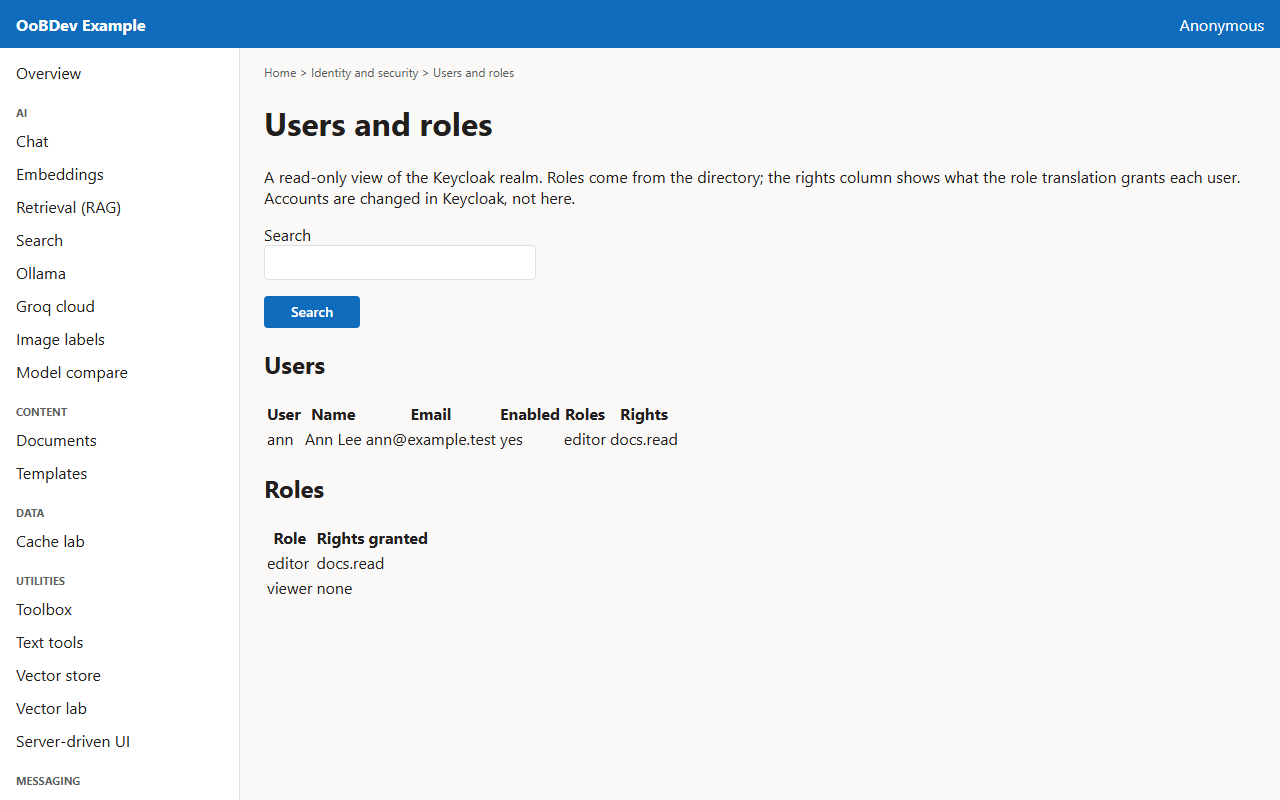 OoBDev Example
Anonymous
Overview
AI
Chat
Embeddings
Retrieval (RAG)
Search
Ollama
Groq cloud
Image labels
Model compare
CONTENT
Documents
Templates
DATA
Cache lab
UTILITIES
Toolbox
Text tools
Vector store
Vector lab
Server-driven UI
MESSAGING
Home > Identity and security > Users and roles
Users and roles
A read-only view of the Keycloak realm. Roles come from the directory; the rights column shows what the role translation grants each user.
Accounts are changed in Keycloak, not here.
Search
Search
Users
User Name Email Enabled Roles Rights
ann Ann Lee ann@example.test yes editor docs.read
Roles
Role Rights granted
editor docs.read
viewer none